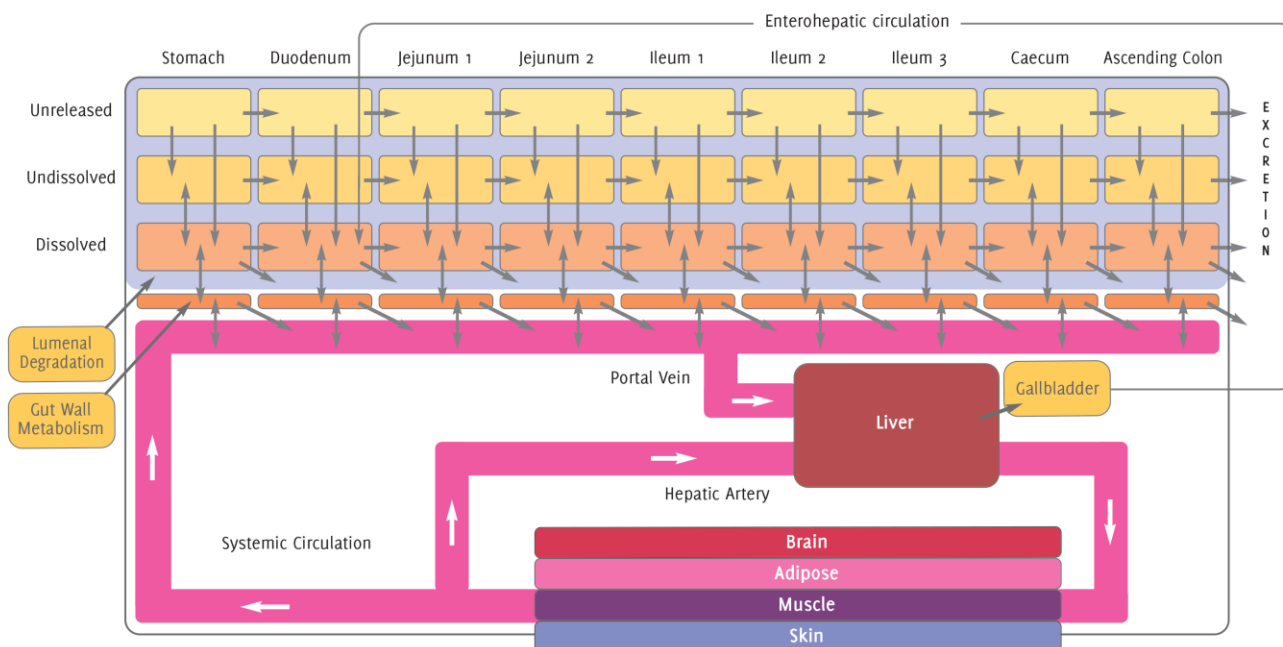 Enterohepatic circulation
Stomach Duodenum Jejunum 1 Jejunum 2 Ileum 1 Ileum 2 Ileum 3 Caecum Ascending Colon
Unreleased
Undissolved
Dissolved
EXCRETION
Lumenal
Degradation
Gut Wall
Metabolism
Portal Vein
Liver
Gallbladder
Hepatic Artery
Systemic Circulation
Brain
Adipose
Muscle
Skin